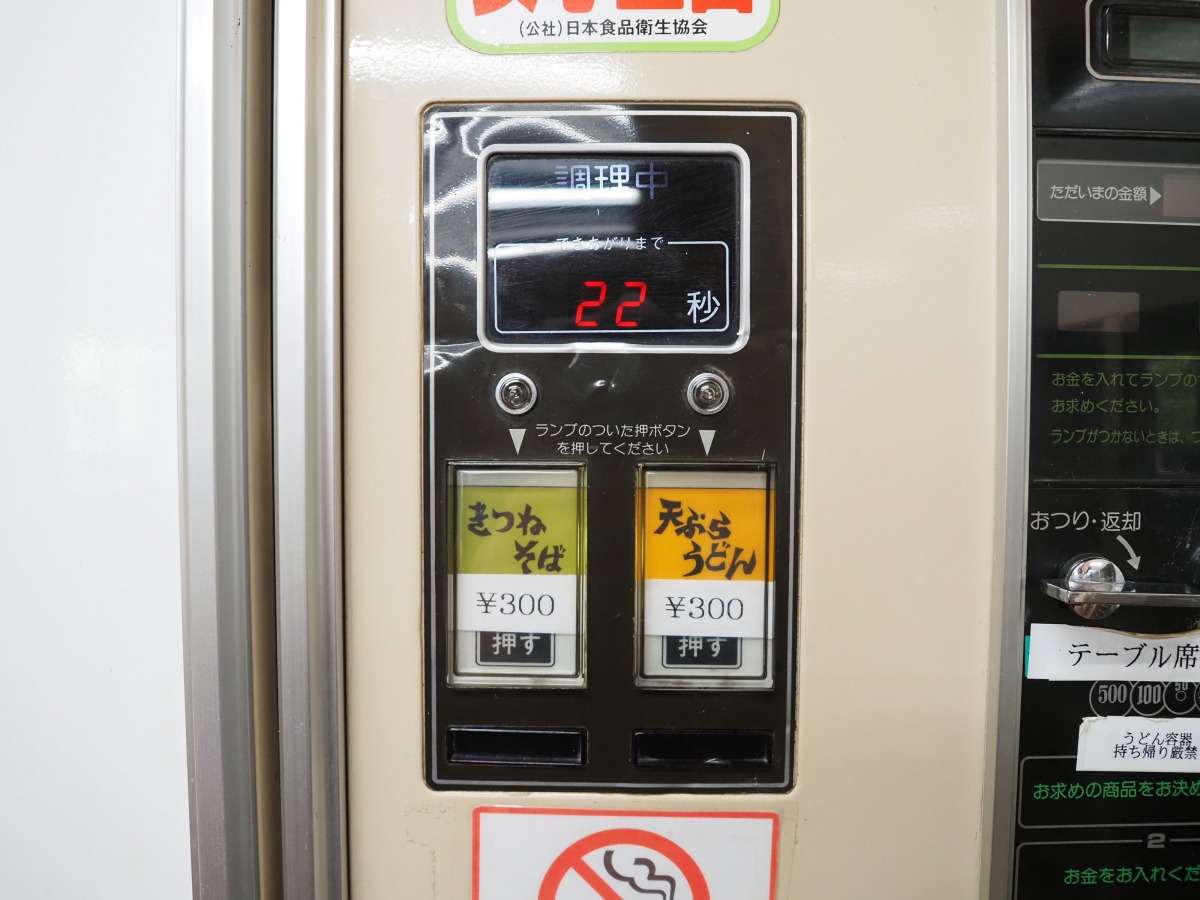 (公社)日本食品衛生協会
調理中
できあがりまで
22 秒
ランプのついた押ボタン
を押してください
きつね
そば
¥300
押す
天ぷら
うどん
¥300
押す
ただいまの金額
お金を入れてランプの
お求めください。
ランプがつかないときは、
おつり・返却
テーブル席
500 100 50
うどん容器
持ち帰り厳禁
お求めの商品をお決め
2
お金をお入れくだ